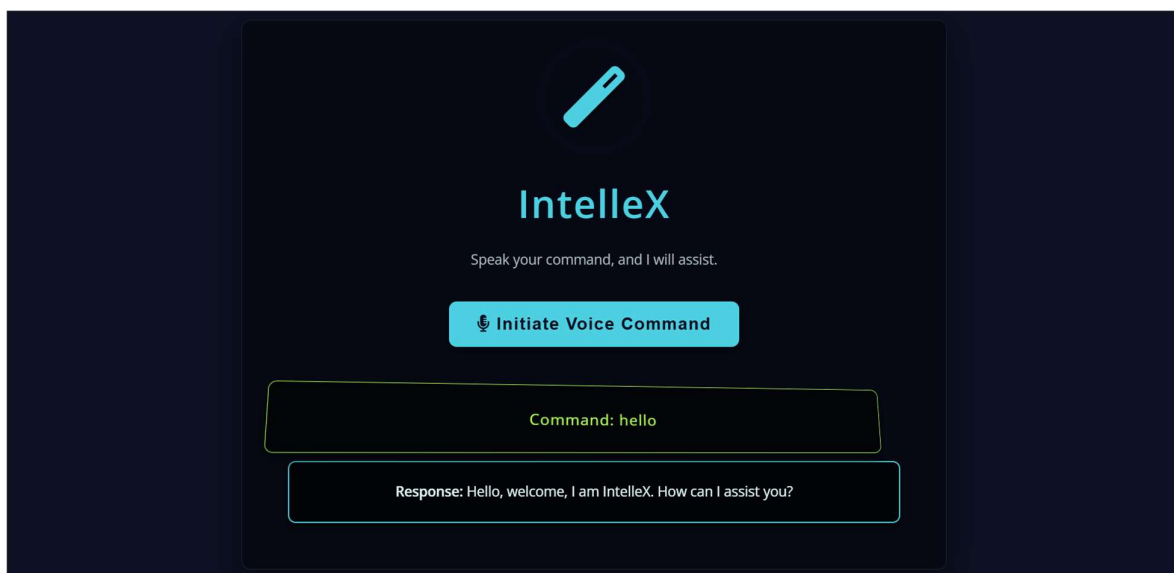 IntelleX
Speak your command, and I will assist.
Initiate Voice Command
Command: hello
Response: Hello, welcome, I am IntelleX. How can I assist you?